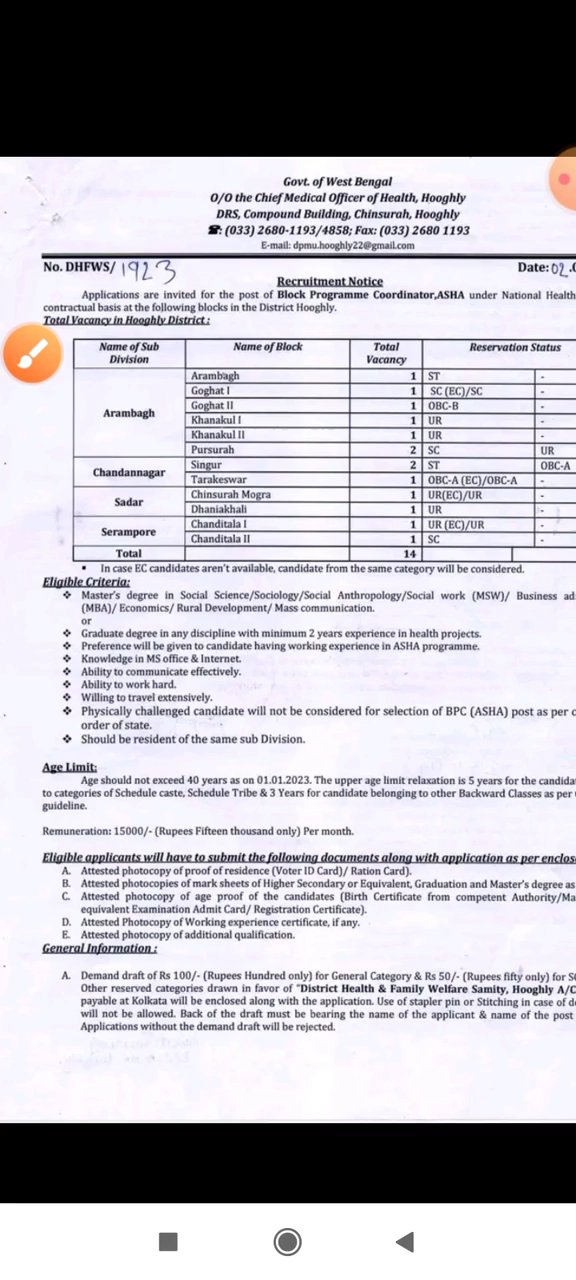 Govt. of West Bengal
O/O the Chief Medical Officer of Health, Hooghly
DRS, Compound Building, Chinsurah, Hooghly
☎: (033) 2680-1193/4858; Fax: (033) 2680 1193
E-mail: dpmu.hooghly22@gmail.com
No. DHFWS/ 1923 Date: 02.
Recruitment Notice
Applications are invited for the post of Block Programme Coordinator,ASHA under National Health
contractual basis at the following blocks in the District Hooghly.
Total Vacancy in Hooghly District :
Name of Sub Division Name of Block Total Vacancy Reservation Status
Arambagh
Arambagh 1 ST -
Goghat I 1 SC (EC)/SC -
Goghat II 1 OBC-B -
Khanakul I 1 UR -
Khanakul II 1 UR -
Pursurah 2 SC UR
Chandannagar
Singur 2 ST OBC-A
Tarakeswar 1 OBC-A (EC)/OBC-A -
Sadar
Chinsurah Mogra 1 UR(EC)/UR -
Dhaniakhali 1 UR -
Serampore
Chanditala I 1 UR (EC)/UR -
Chanditala II 1 SC -
Total 14
• In case EC candidates aren't available, candidate from the same category will be considered.
Eligible Criteria:
❖ Master's degree in Social Science/Sociology/Social Anthropology/Social work (MSW)/ Business ad
(MBA)/ Economics/ Rural Development/ Mass communication.
or
❖ Graduate degree in any discipline with minimum 2 years experience in health projects.
❖ Preference will be given to candidate having working experience in ASHA programme.
❖ Knowledge in MS office & Internet.
❖ Ability to communicate effectively.
❖ Ability to work hard.
❖ Willing to travel extensively.
❖ Physically challenged candidate will not be considered for selection of BPC (ASHA) post as per
order of state.
❖ Should be resident of the same sub Division.
Age Limit:
Age should not exceed 40 years as on 01.01.2023. The upper age limit relaxation is 5 years for the candida
to categories of Schedule caste, Schedule Tribe & 3 Years for candidate belonging to other Backward Classes as per
guideline.
Remuneration: 15000/- (Rupees Fifteen thousand only) Per month.
Eligible applicants will have to submit the following documents along with application as per enclos
A. Attested photocopy of proof of residence (Voter ID Card)/ Ration Card).
B. Attested photocopies of mark sheets of Higher Secondary or Equivalent, Graduation and Master's degree as
C. Attested photocopy of age proof of the candidates (Birth Certificate from competent Authority/Ma
equivalent Examination Admit Card/ Registration Certificate).
D. Attested Photocopy of Working experience certificate, if any.
E. Attested photocopy of additional qualification.
General Information :
A. Demand draft of Rs 100/- (Rupees Hundred only) for General Category & Rs 50/- (Rupees fifty only) for S
Other reserved categories drawn in favor of "District Health & Family Welfare Samity, Hooghly A/C
payable at Kolkata will be enclosed along with the application. Use of stapler pin or Stitching in case of d
will not be allowed. Back of the draft must be bearing the name of the applicant & name of the post
Applications without the demand draft will be rejected.